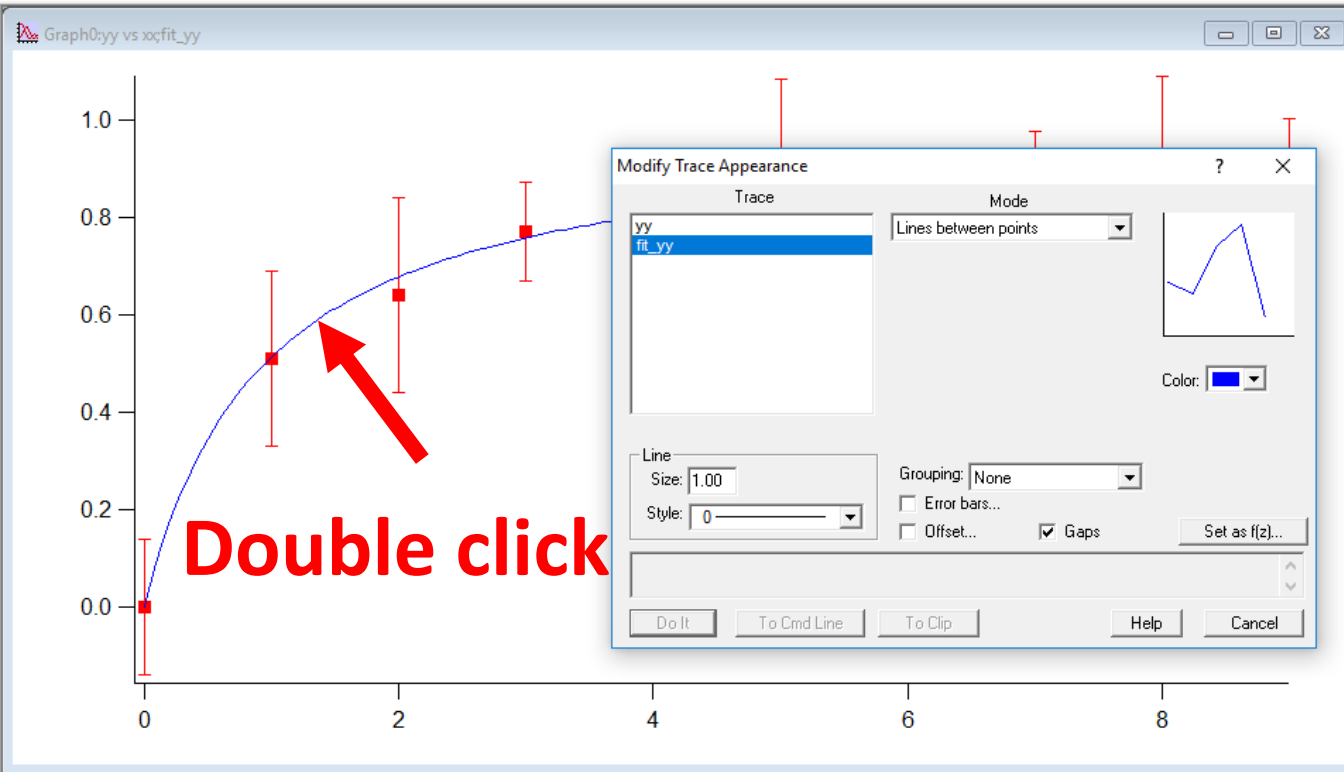 Graph0:yy vs xx;fit_yy
1.0
0.8
0.6
0.4
0.2
0.0
0
2
4
6
8
Double click
Modify Trace Appearance
?
Trace
Mode
yy
fit_yy
Lines between points
Color:
Line
Size: 1.00
Style: 0
Grouping: None
Error bars...
Offset...
Gaps
Set as f(z)...
Do It
To Cmd Line
To Clip
Help
Cancel